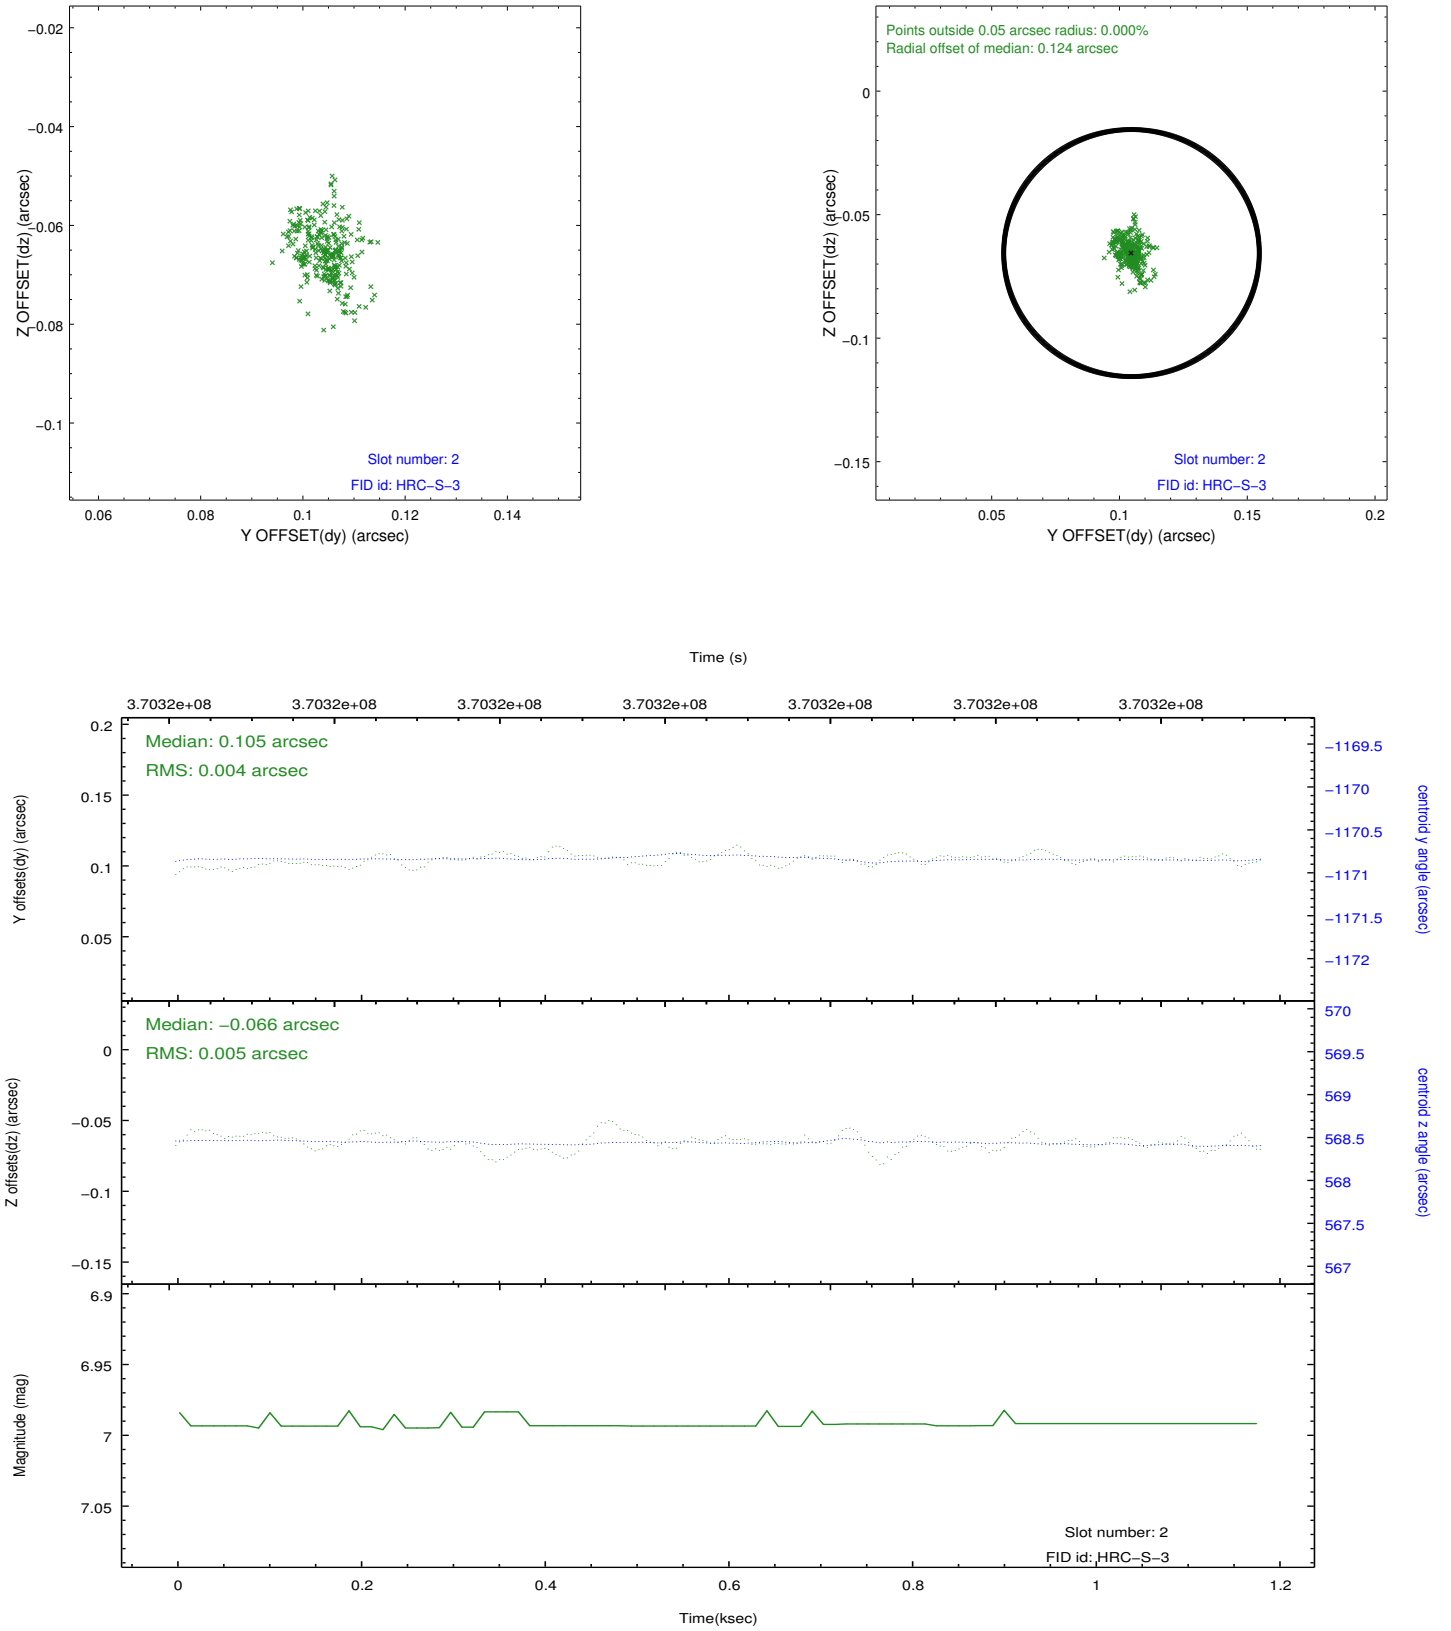 −0.02
−0.04
−0.06
−0.08
−0.1
Z OFFSET(dz) (arcsec)
Slot number: 2
FID id: HRC−S−3
0.06 0.08 0.1 0.12 0.14
Y OFFSET(dy) (arcsec)
Points outside 0.05 arcsec radius: 0.000%
Radial offset of median: 0.124 arcsec
0
−0.05
−0.1
−0.15
Z OFFSET(dz) (arcsec)
Slot number: 2
FID id: HRC−S−3
0.05 0.1 0.15 0.2
Y OFFSET(dy) (arcsec)
Time (s)
3.7032e+08 3.7032e+08 3.7032e+08 3.7032e+08 3.7032e+08 3.7032e+08 3.7032e+08
Median: 0.105 arcsec
RMS: 0.004 arcsec
0.2
0.15
0.1
0.05
Y offsets(dy) (arcsec)
−1169.5
−1170
−1170.5
−1171
−1171.5
−1172
centroid y angle (arcsec)
Median: −0.066 arcsec
RMS: 0.005 arcsec
0
−0.05
−0.1
−0.15
Z offsets(dz) (arcsec)
570
569.5
569
568.5
568
567.5
567
centroid z angle (arcsec)
6.9
6.95
7
7.05
Magnitude (mag)
Slot number: 2
FID id: HRC−S−3
0 0.2 0.4 0.6 0.8 1 1.2
Time(ksec)